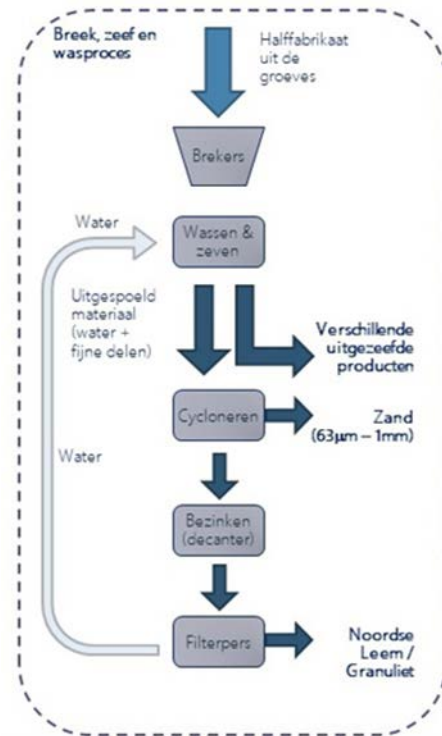 Breek, zeef en
wasproces
Halffabrikaat
uit de
groeves
Brekers
Water
Wassen &
zeven
Uitgespoeld
materiaal
(water +
fijne delen)
Verschillende
uitgezeefde
producten
Cycloneren
Zand
(63µm – 1mm)
Water
Bezinken
(decanter)
Filterpers
Noordse
Leem /
Granuliet